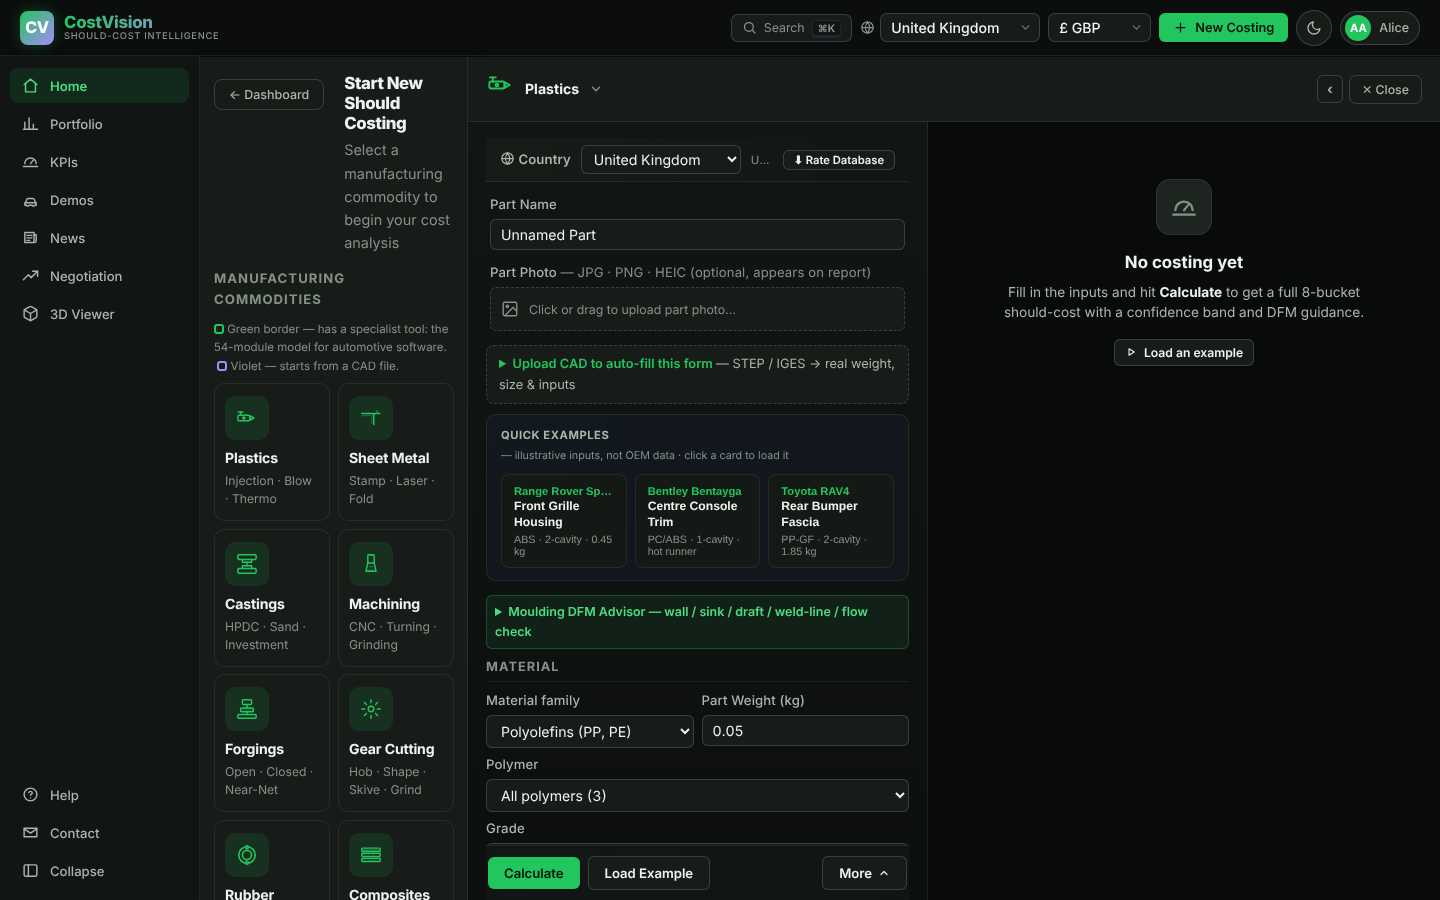 CV
CostVision
SHOULD-COST INTELLIGENCE
Search ⌘K
United Kingdom
£ GBP
+ New Costing
AA Alice
Home
Portfolio
KPIs
Demos
News
Negotiation
3D Viewer
Help
Contact
Collapse
← Dashboard
Start New
Should
Costing
Select a
manufacturing
commodity to
begin your cost
analysis
MANUFACTURING
COMMODITIES
Green border — has a specialist tool: the
54-module model for automotive software.
Violet — starts from a CAD file.
Plastics
Injection · Blow
· Thermo
Sheet Metal
Stamp · Laser ·
Fold
Castings
HPDC · Sand ·
Investment
Machining
CNC · Turning ·
Grinding
Forgings
Open · Closed ·
Near-Net
Gear Cutting
Hob · Shape ·
Skive · Grind
Rubber
Composites
Plastics
‹
✕ Close
Country
United Kingdom
U...
⬇ Rate Database
Part Name
Unnamed Part
Part Photo — JPG · PNG · HEIC (optional, appears on report)
Click or drag to upload part photo...
▶ Upload CAD to auto-fill this form — STEP / IGES → real weight,
size & inputs
QUICK EXAMPLES
— illustrative inputs, not OEM data · click a card to load it
Range Rover Sp...
Front Grille
Housing
ABS · 2-cavity · 0.45
kg
Bentley Bentayga
Centre Console
Trim
PC/ABS · 1-cavity ·
hot runner
Toyota RAV4
Rear Bumper
Fascia
PP-GF · 2-cavity ·
1.85 kg
▶ Moulding DFM Advisor — wall / sink / draft / weld-line / flow
check
MATERIAL
Material family
Polyolefins (PP, PE)
Part Weight (kg)
0.05
Polymer
All polymers (3)
Grade
Calculate
Load Example
More
No costing yet
Fill in the inputs and hit Calculate to get a full 8-bucket
should-cost with a confidence band and DFM guidance.
Load an example